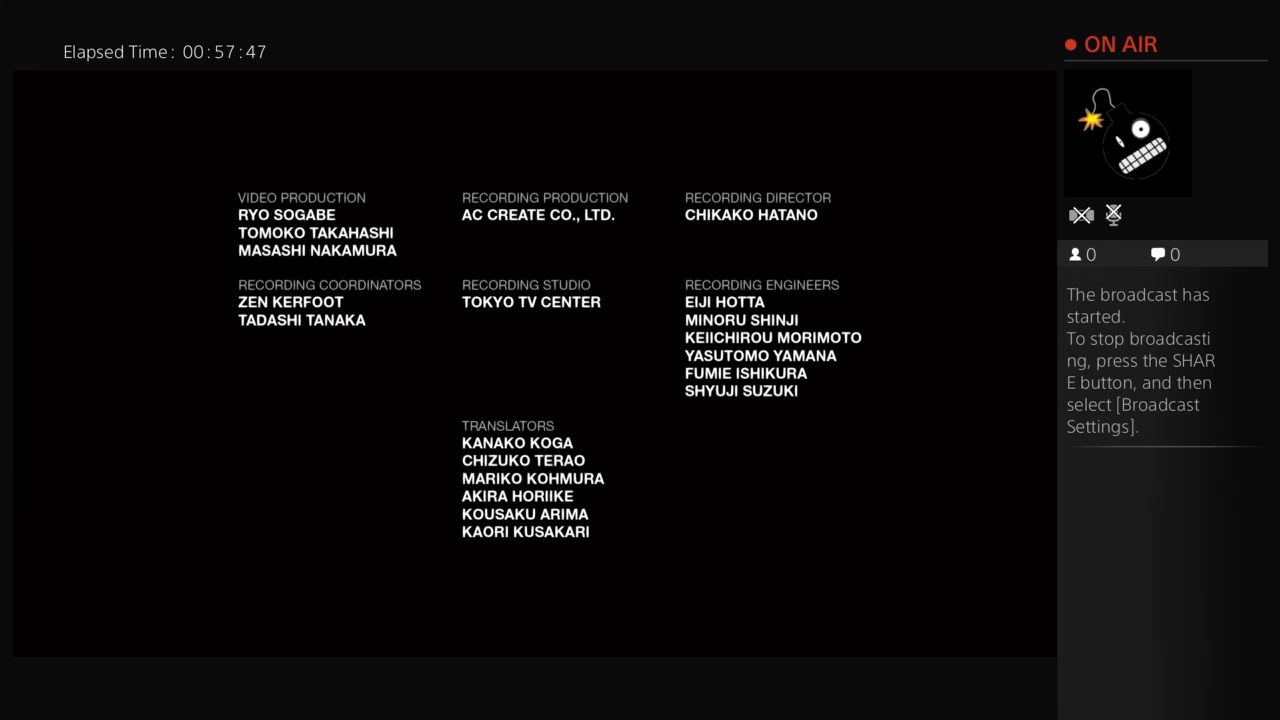 Elapsed Time: 00:57:47
ON AIR
VIDEO PRODUCTION
RYO SOGABE
TOMOKO TAKAHASHI
MASASHI NAKAMURA
RECORDING PRODUCTION
AC CREATE CO., LTD.
RECORDING DIRECTOR
CHIKAKO HATANO
RECORDING COORDINATORS
ZEN KERFOOT
TADASHI TANAKA
RECORDING STUDIO
TOKYO TV CENTER
RECORDING ENGINEERS
EIJI HOTTA
MINORU SHINJI
KEIICHIROU MORIMOTO
YASUTOMO YAMANA
FUMIE ISHIKURA
SHYUJI SUZUKI
TRANSLATORS
KANAKO KOGA
CHIZUKO TERAO
MARIKO KOHMURA
AKIRA HORIIKE
KOUSAKU ARIMA
KAORI KUSAKARI
0
0
The broadcast has
started.
To stop broadcasti
ng, press the SHAR
E button, and then
select [Broadcast
Settings].